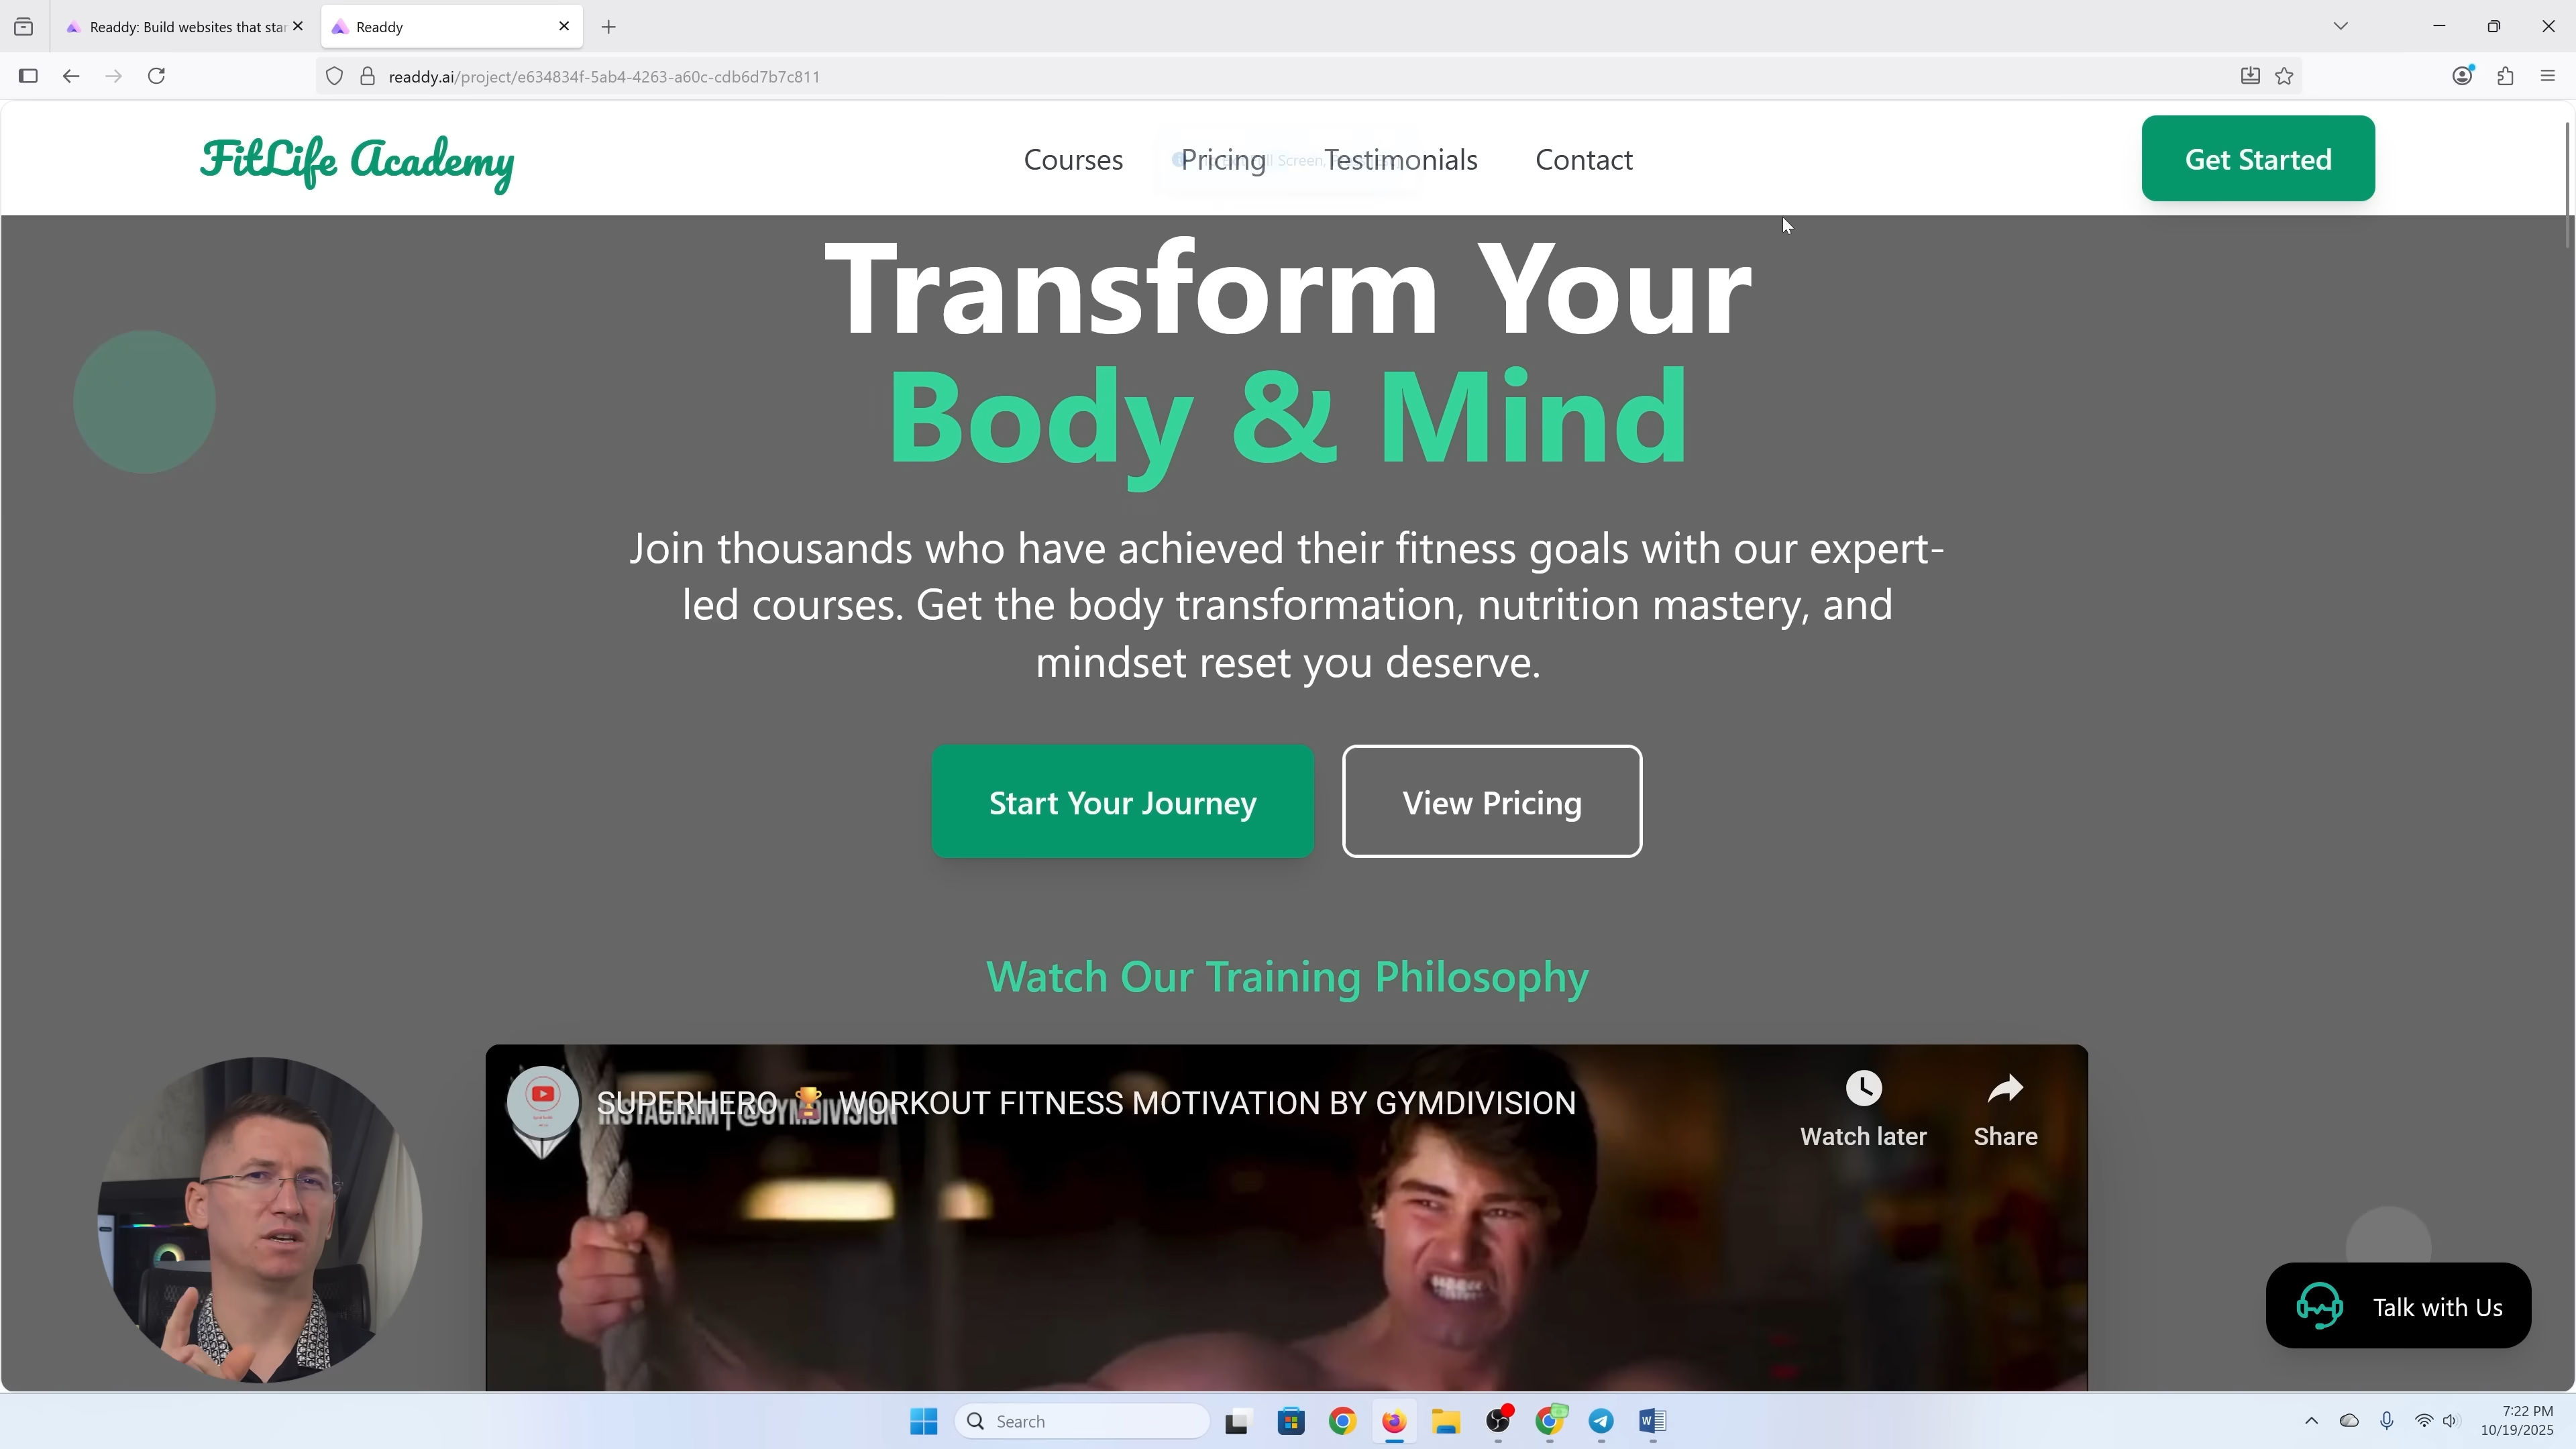 Readdy: Build websites that star
Readdy
readdy.ai/project/e634834f-5ab4-4263-a60c-cdb6d7b7c811
FitLife Academy
Courses
Pricing
Testimonials
Contact
Get Started
Transform Your
Body & Mind
Join thousands who have achieved their fitness goals with our expert-
led courses. Get the body transformation, nutrition mastery, and
mindset reset you deserve.
Start Your Journey
View Pricing
Watch Our Training Philosophy
SUPERHERO 🏆 WORKOUT FITNESS MOTIVATION BY GYMDIVISION
INSTAGRAM | @GYMDIVISION
Watch later
Share
Talk with Us
Search
7:22 PM
10/19/2025